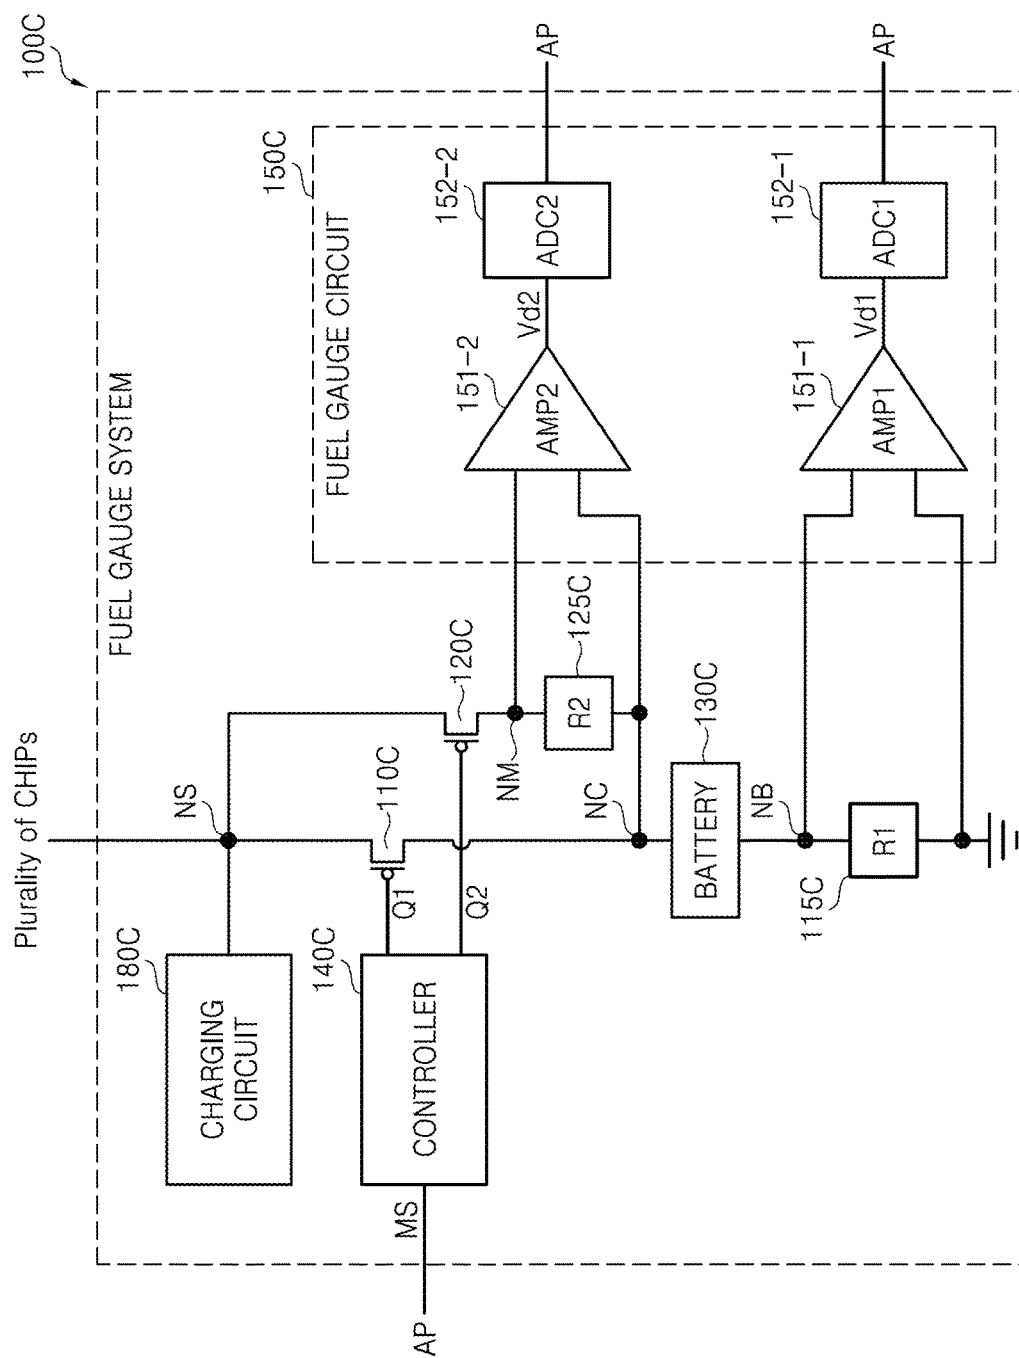 100C
FUEL GAUGE SYSTEM
150C
FUEL GAUGE CIRCUIT
AP
AP
152-2
ADC2
152-1
ADC1
Vd2
Vd1
151-2
AMP2
151-1
AMP1
Plurality of CHIPs
NS
120C
125C
R2
NM
110C
NC
130C
BATTERY
NB
R1
115C
Q1
Q2
180C
CHARGING
CIRCUIT
140C
CONTROLLER
MS
AP